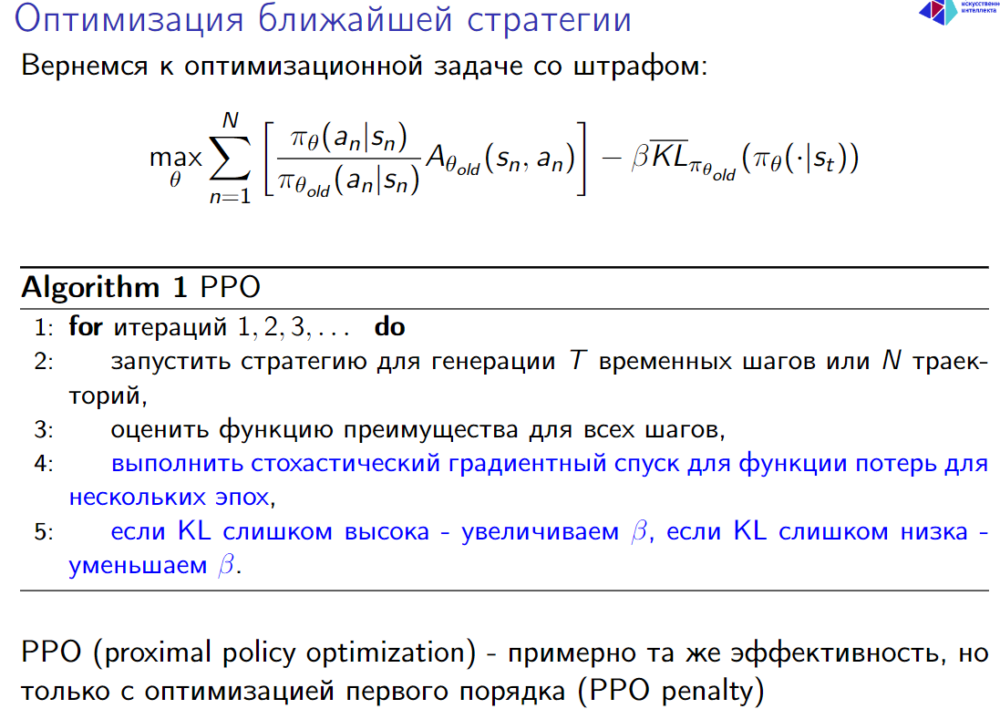 Оптимизация ближайшей стратегии
искусственн
интеллекта
Вернемся к оптимизационной задаче со штрафом:
$$\max_{\theta} \sum_{n=1}^{N} \left[ \frac{\pi_\theta(a_n|s_n)}{\pi_{\theta_{old}}(a_n|s_n)} A_{\theta_{old}}(s_n, a_n) \right] - \beta \overline{KL}_{\pi_{\theta_{old}}}(\pi_\theta(\cdot|s_t))$$
Algorithm 1 PPO
1: for итераций 1, 2, 3, . . . do
2: запустить стратегию для генерации T временных шагов или N траек-
торий,
3: оценить функцию преимущества для всех шагов,
4: выполнить стохастический градиентный спуск для функции потерь для
нескольких эпох,
5: если KL слишком высока - увеличиваем β, если KL слишком низка -
уменьшаем β.
PPO (proximal policy optimization) - примерно та же эффективность, но
только с оптимизацией первого порядка (PPO penalty)